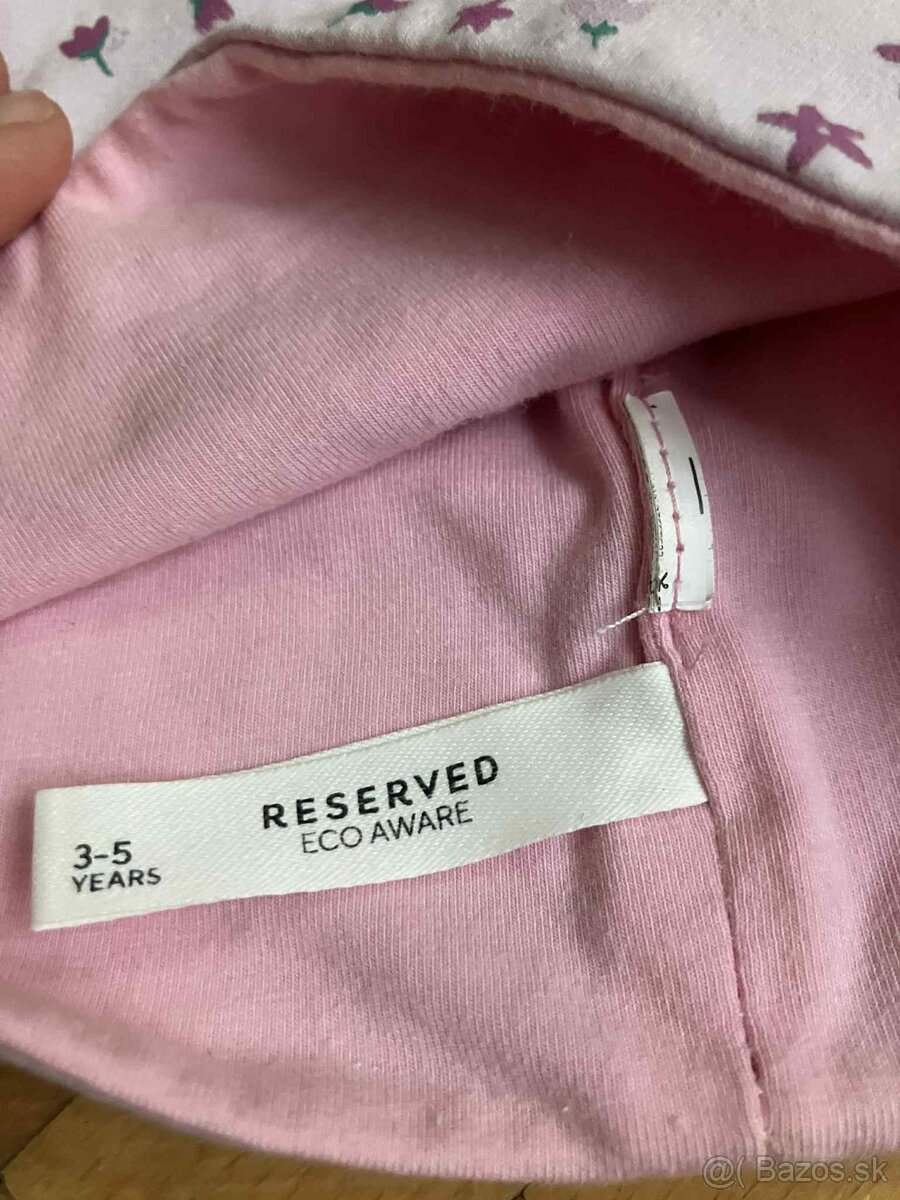 RESERVED
ECO AWARE
3-5
YEARS
@( Bazos.sk